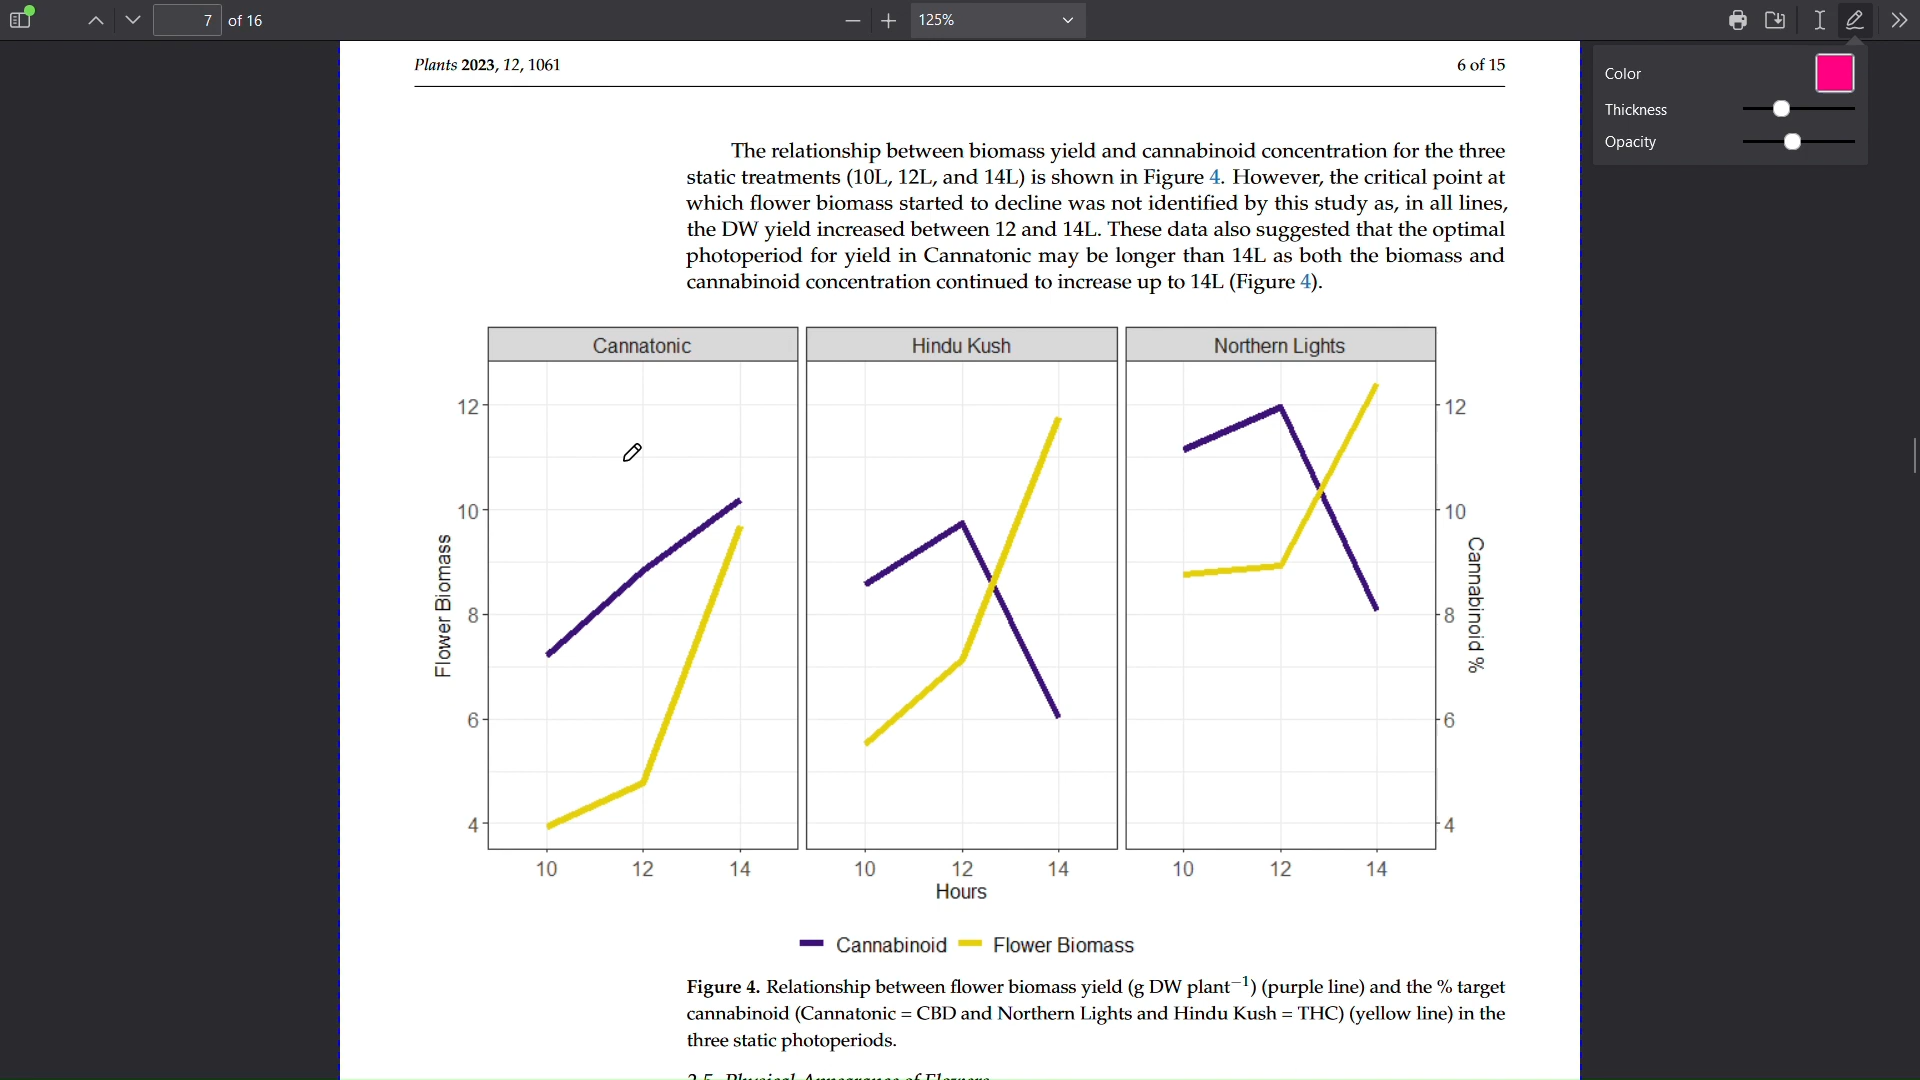 7 of 16
125%
Color
Thickness
Opacity
Plants 2023, 12, 1061
6 of 15
The relationship between biomass yield and cannabinoid concentration for the three
static treatments (10L, 12L, and 14L) is shown in Figure 4. However, the critical point at
which flower biomass started to decline was not identified by this study as, in all lines,
the DW yield increased between 12 and 14L. These data also suggested that the optimal
photoperiod for yield in Cannatonic may be longer than 14L as both the biomass and
cannabinoid concentration continued to increase up to 14L (Figure 4).
Cannatonic
Hindu Kush
Northern Lights
Flower Biomass
12
10
8
6
4
12
10
8
6
4
Cannabinoid %
10 12 14
10 12 14
10 12 14
Hours
Cannabinoid Flower Biomass
Figure 4. Relationship between flower biomass yield (g DW plant⁻¹) (purple line) and the % target
cannabinoid (Cannatonic = CBD and Northern Lights and Hindu Kush = THC) (yellow line) in the
three static photoperiods.